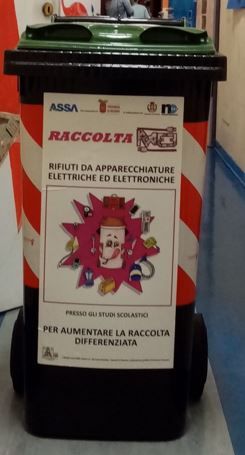 ASSA
RACCOLTA
RIFIUTI DA APPARECCHIATURE
ELETTRICHE ED ELETTRONICHE
PRESSO GLI STUDI SCOLASTICI
PER AUMENTARE LA RACCOLTA
DIFFERENZIATA